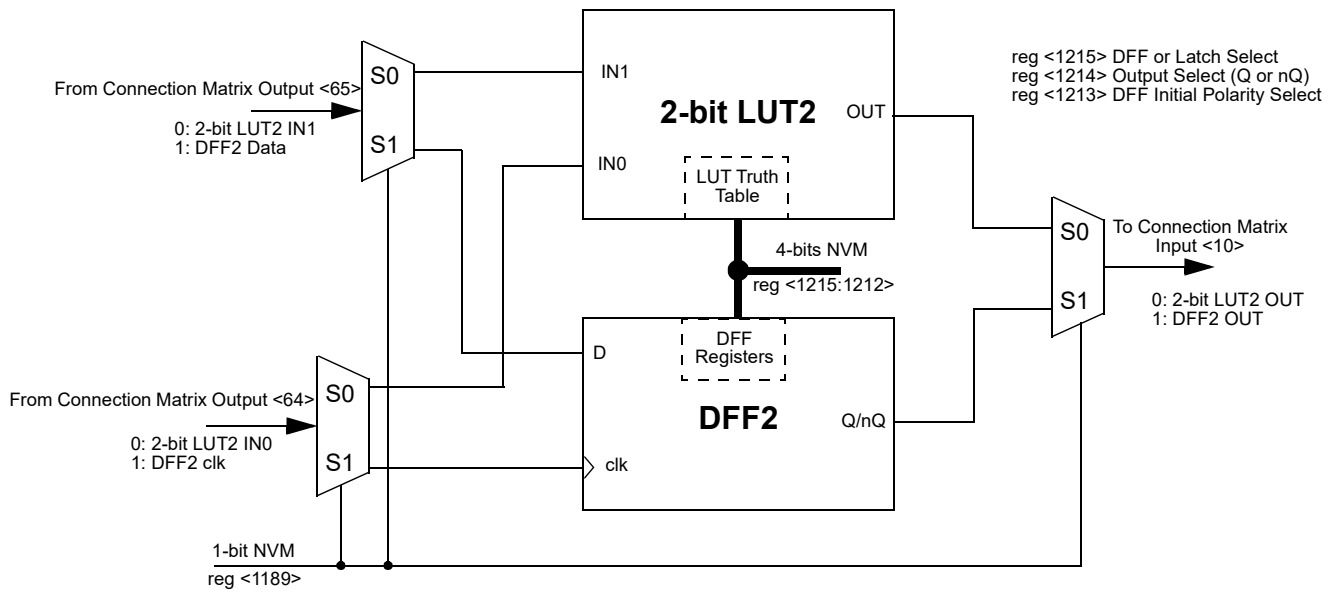 From Connection Matrix Output <65>
0: 2-bit LUT2 IN1
1: DFF2 Data
S0
S1
IN1
IN0
2-bit LUT2
OUT
LUT Truth
Table
reg <1215> DFF or Latch Select
reg <1214> Output Select (Q or nQ)
reg <1213> DFF Initial Polarity Select
4-bits NVM
reg <1215:1212>
S0
S1
To Connection Matrix
Input <10>
0: 2-bit LUT2 OUT
1: DFF2 OUT
From Connection Matrix Output <64>
0: 2-bit LUT2 IN0
1: DFF2 clk
S0
S1
D
clk
DFF
Registers
DFF2
Q/nQ
1-bit NVM
reg <1189>